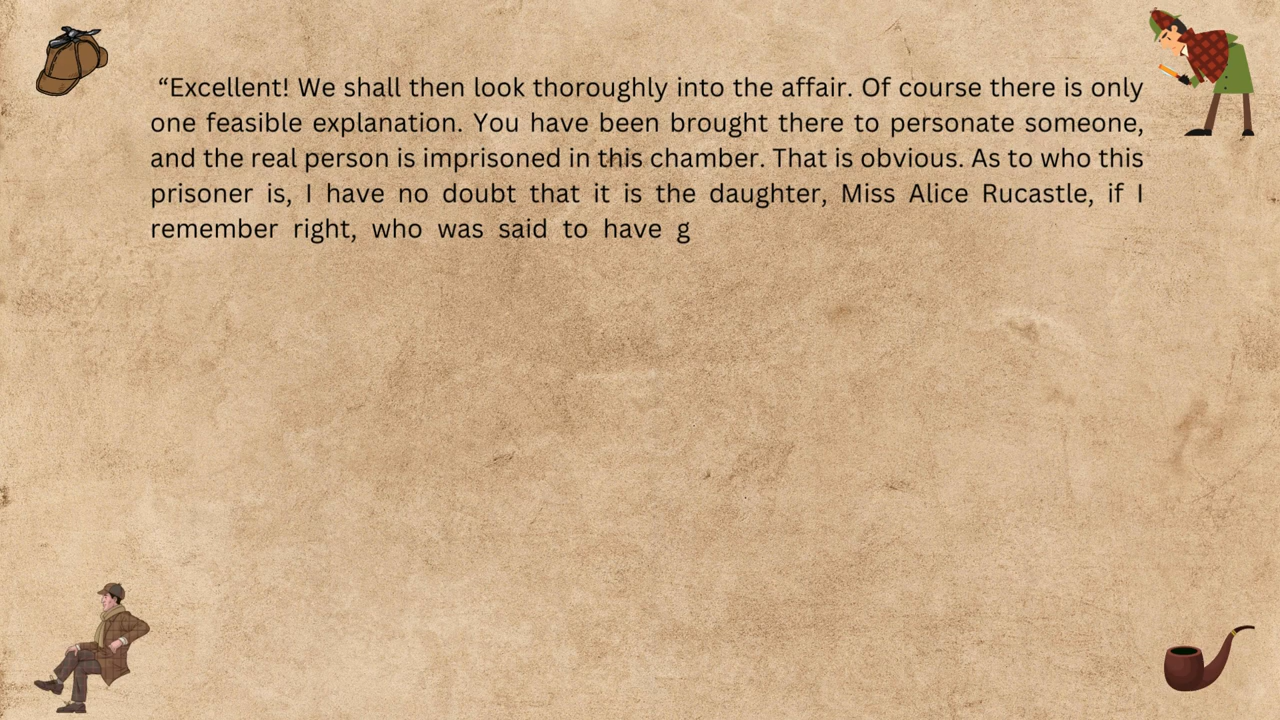 “Excellent! We shall then look thoroughly into the affair. Of course there is only
one feasible explanation. You have been brought there to personate someone,
and the real person is imprisoned in this chamber. That is obvious. As to who this
prisoner is, I have no doubt that it is the daughter, Miss Alice Rucastle, if I
remember right, who was said to have g